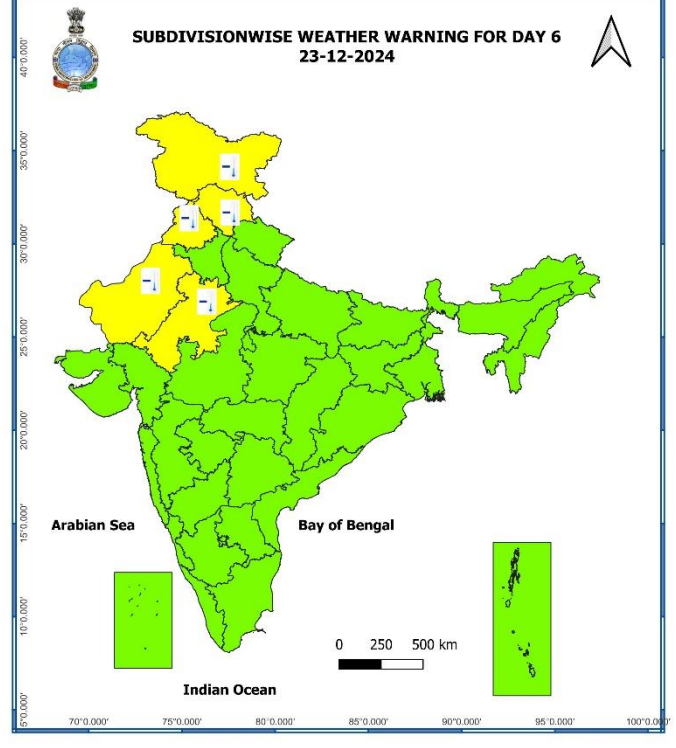 SUBDIVISIONWISE WEATHER WARNING FOR DAY 6
23-12-2024
40°0.000'
35°0.000'
30°0.000'
25°0.000'
20°0.000'
15°0.000'
10°0.000'
5°0.000'
Arabian Sea
Bay of Bengal
0 250 500 km
Indian Ocean
70°0.000' 75°0.000' 80°0.000' 85°0.000' 90°0.000' 95°0.000' 100°0.000'